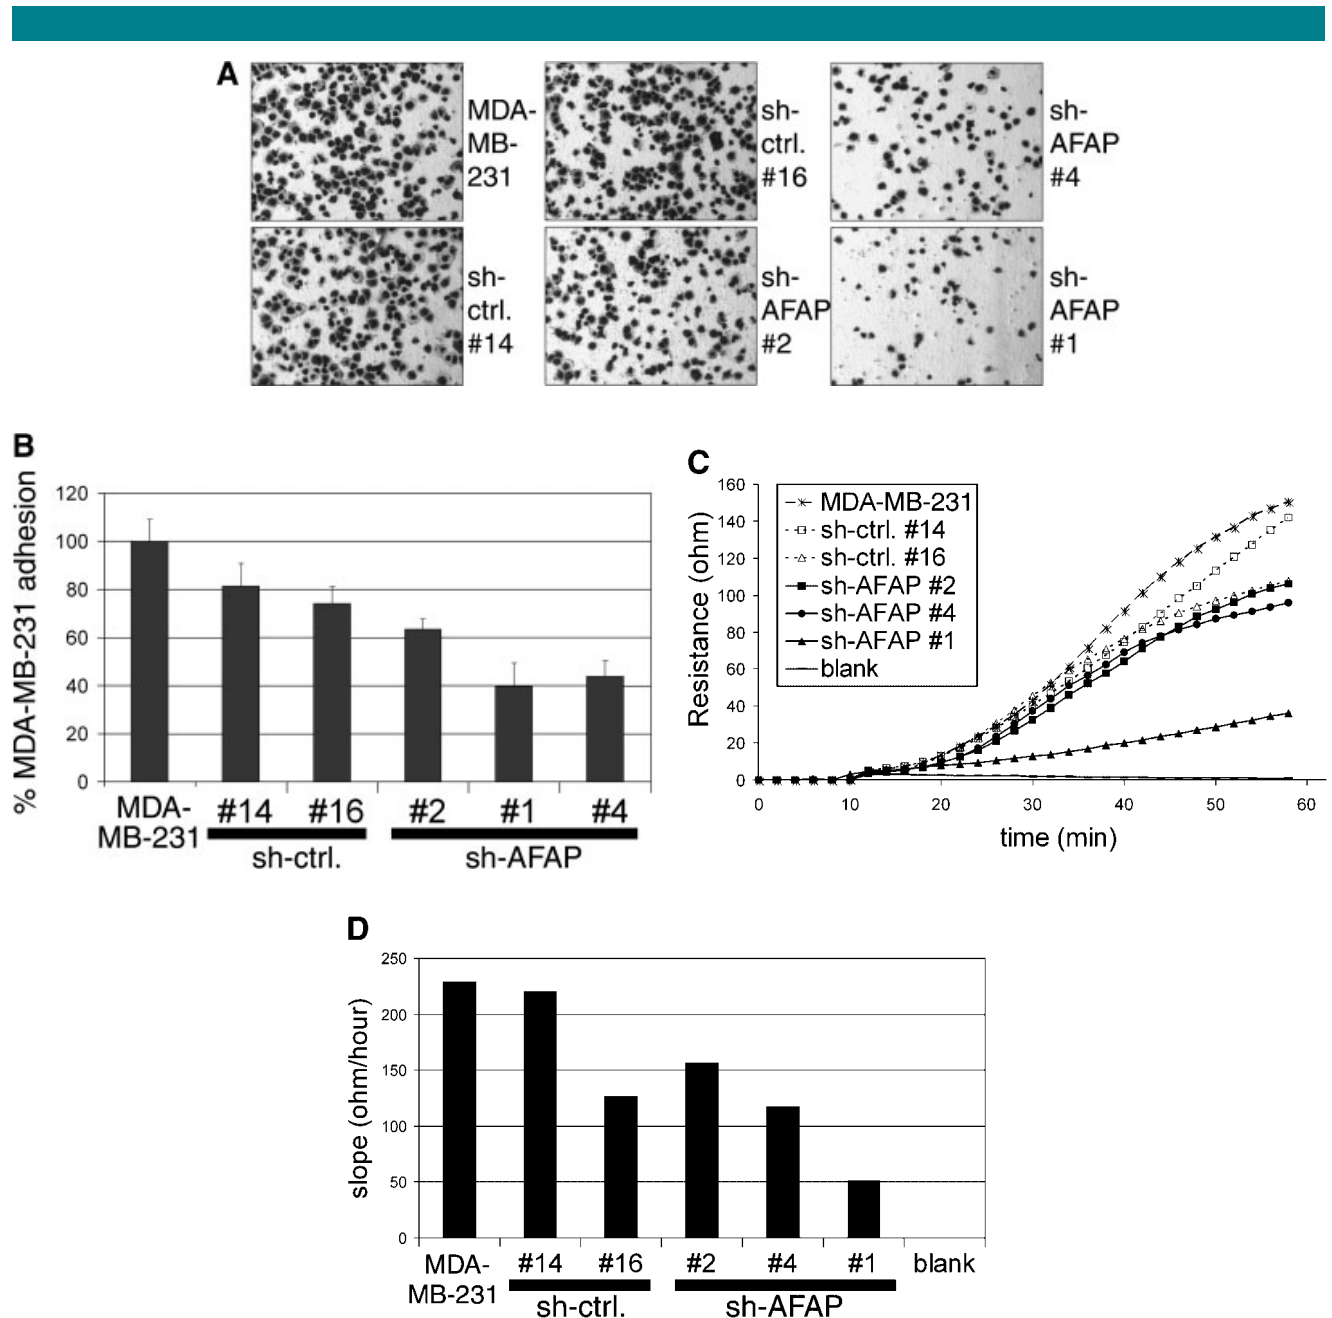 A
MDA-
MB-
231
sh-
ctrl.
#16
sh-
AFAP
#4
sh-
ctrl.
#14
sh-
AFAP
#2
sh-
AFAP
#1
B
% MDA-MB-231 adhesion
120
100
80
60
40
20
0
MDA-
MB-231
#14
#16
#2
#1
#4
sh-ctrl.
sh-AFAP
C
Resistance (ohm)
160
140
120
100
80
60
40
20
0
MDA-MB-231
sh-ctrl. #14
sh-ctrl. #16
sh-AFAP #2
sh-AFAP #4
sh-AFAP #1
blank
0
10
20
30
40
50
60
time (min)
D
slope (ohm/hour)
250
200
150
100
50
0
MDA-
MB-231
#14
#16
#2
#4
#1
blank
sh-ctrl.
sh-AFAP